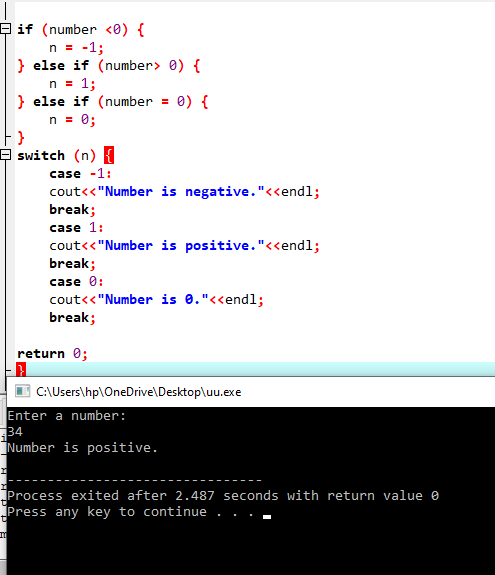 if (number <0) {
    n = -1;
} else if (number> 0) {
    n = 1;
} else if (number = 0) {
    n = 0;
}
switch (n) {
    case -1:
    cout<<"Number is negative."<<endl;
    break;
    case 1:
    cout<<"Number is positive."<<endl;
    break;
    case 0:
    cout<<"Number is 0."<<endl;
    break;
return 0;
}
C:\Users\hp\OneDrive\Desktop\uu.exe
Enter a number:
34
Number is positive.
--------------------------------
Process exited after 2.487 seconds with return value 0
Press any key to continue . . .